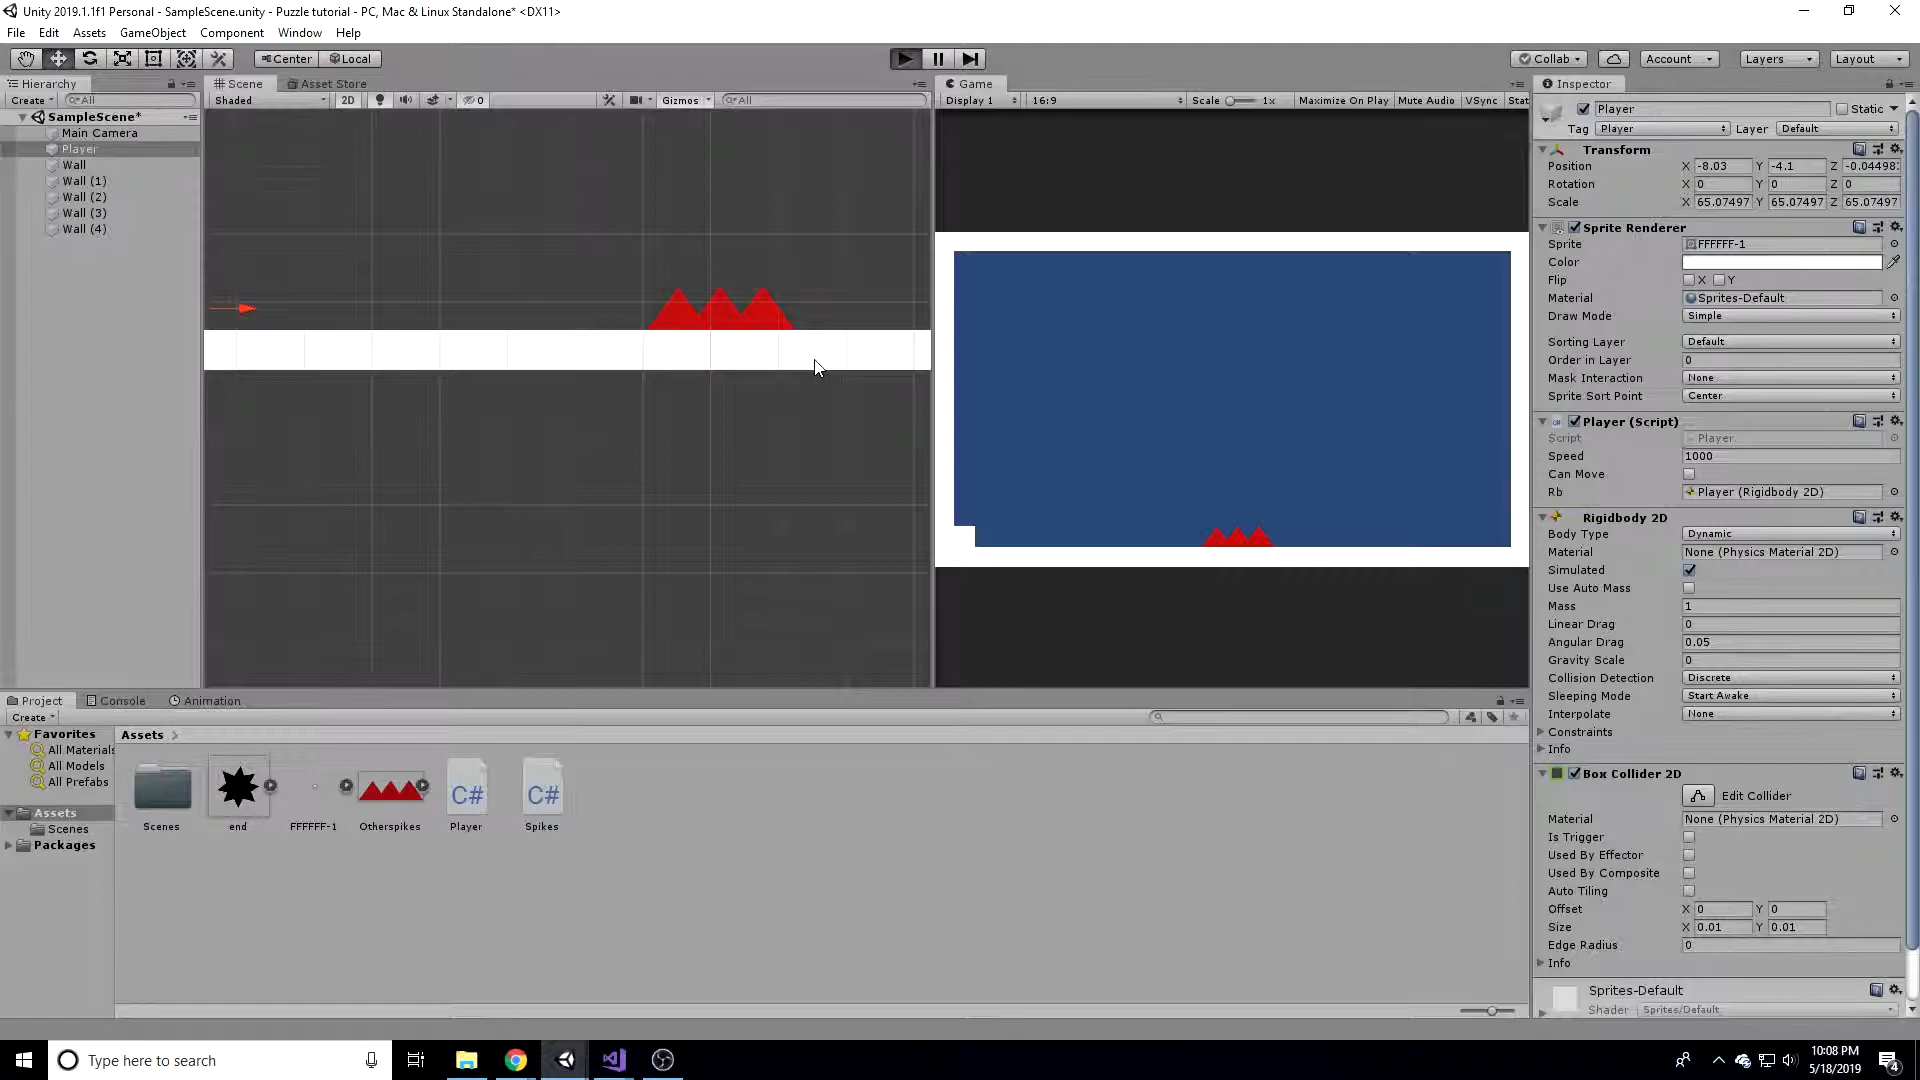 Unity 2019.1.1f1 Personal - SampleScene.unity - Puzzle tutorial - PC, Mac & Linux Standalone* <DX11>
File Edit Assets GameObject Component Window Help
Center Local
Collab Account Layers Layout
Hierarchy
Scene Asset Store
Game
Inspector
Create All
Shaded 2D 0 Gizmos All
Display 1 16:9 Scale 1x Maximize On Play Mute Audio VSync Stat
SampleScene*
Main Camera
Player
Wall
Wall (1)
Wall (2)
Wall (3)
Wall (4)
Player Static
Tag Player Layer Default
Transform
Position X -8.03 Y -4.1 Z -0.04498
Rotation X 0 Y 0 Z 0
Scale X 65.07497 Y 65.07497 Z 65.07497
Sprite Renderer
Sprite FFFFFF-1
Color
Flip X Y
Material Sprites-Default
Draw Mode Simple
Sorting Layer Default
Order in Layer 0
Mask Interaction None
Sprite Sort Point Center
Player (Script)
Script Player
Speed 1000
Can Move
Rb Player (Rigidbody 2D)
Rigidbody 2D
Body Type Dynamic
Material None (Physics Material 2D)
Simulated
Use Auto Mass
Mass 1
Linear Drag 0
Angular Drag 0.05
Gravity Scale 0
Collision Detection Discrete
Sleeping Mode Start Awake
Interpolate None
Constraints
Info
Box Collider 2D
Edit Collider
Material None (Physics Material 2D)
Is Trigger
Used By Effector
Used By Composite
Auto Tiling
Offset X 0 Y 0
Size X 0.01 Y 0.01
Edge Radius 0
Info
Sprites-Default
Shader Sprites/Default
Project Console Animation
Create
Favorites
All Materials
All Models
All Prefabs
Assets
Scenes
Packages
Assets
Scenes end FFFFFF-1 Otherspikes C# Player C# Spikes
Type here to search
10:08 PM
5/18/2019
4